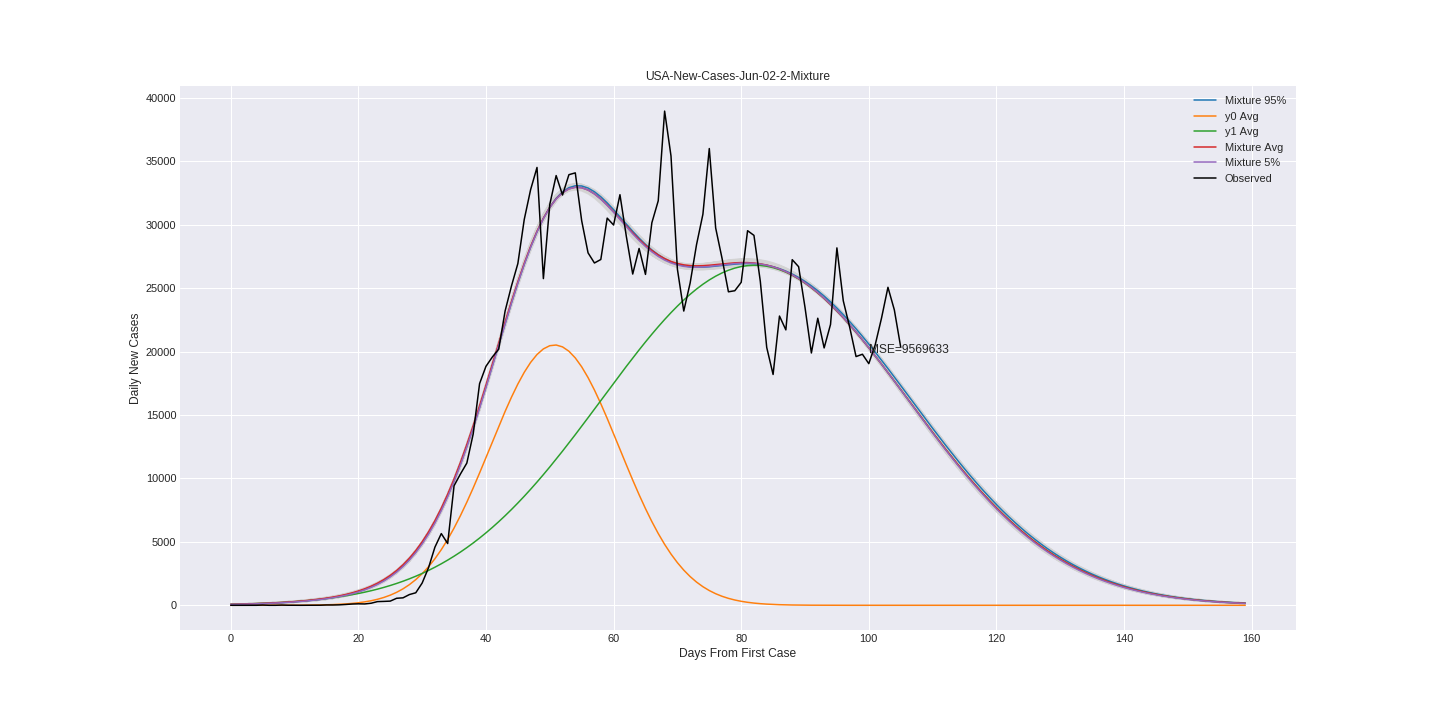 USA-New-Cases-Jun-02-2-Mixture
40000
35000
30000
25000
20000
15000
10000
5000
0
Daily New Cases
Mixture 95%
y0 Avg
y1 Avg
Mixture Avg
Mixture 5%
Observed
MSE=9569633
0 20 40 60 80 100 120 140 160
Days From First Case